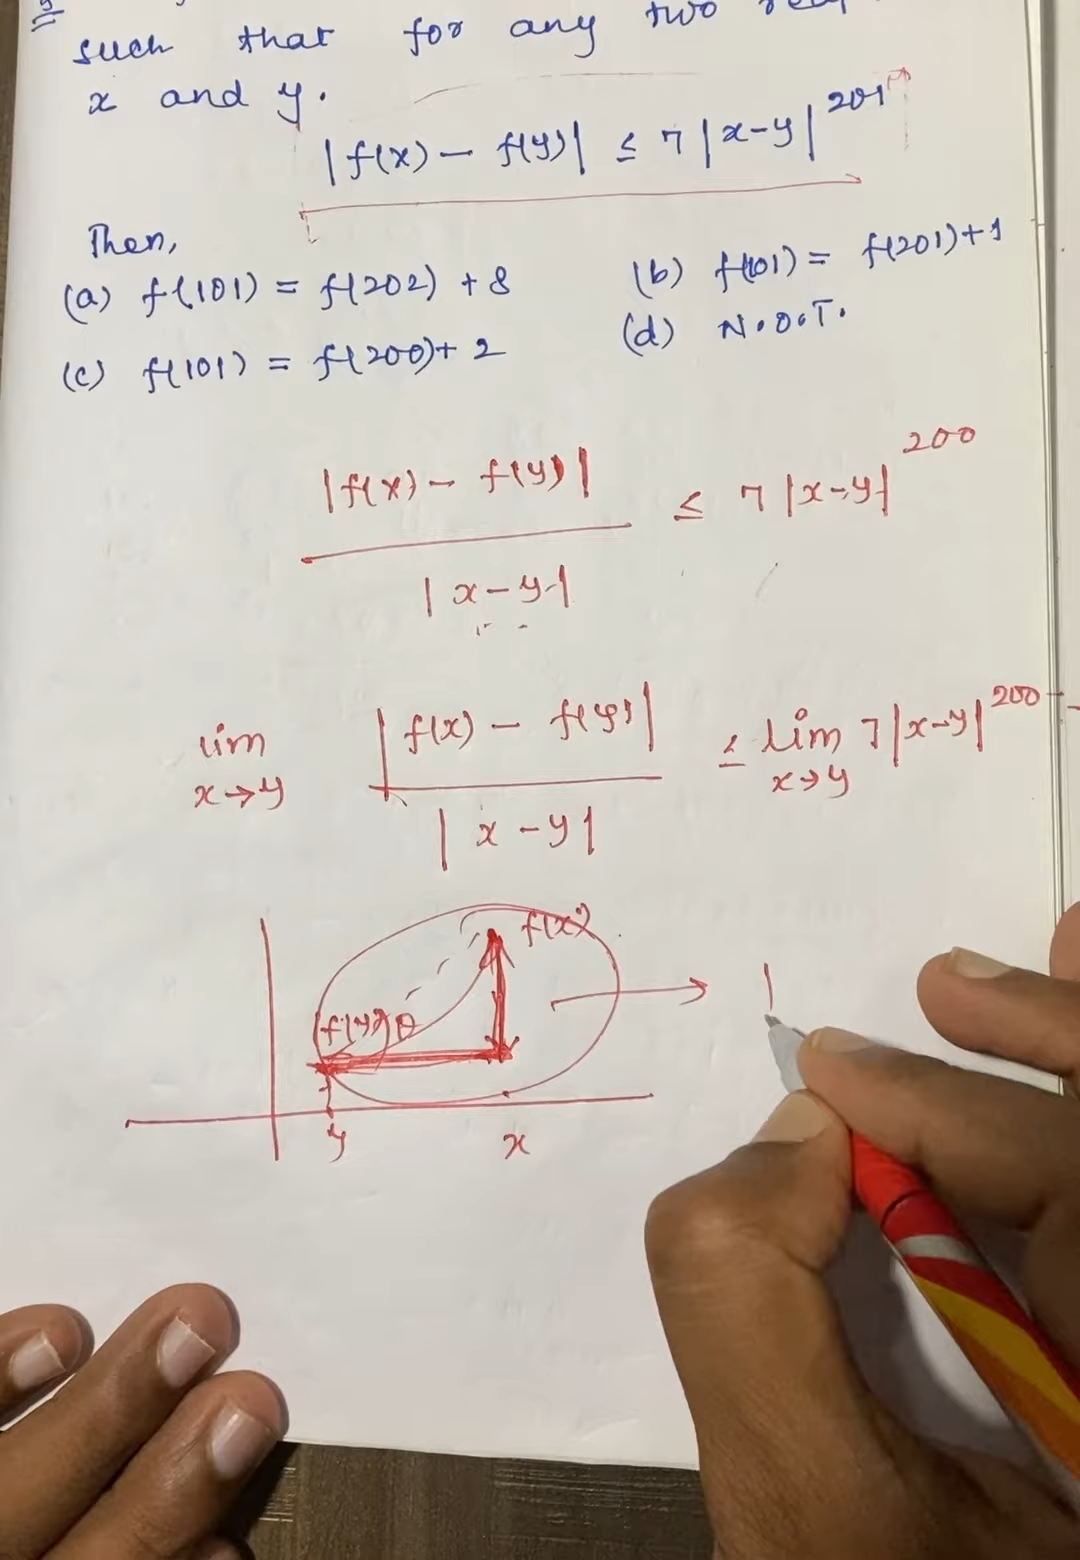 such that for any two
x and y.
|f(x) - f(y)| ≤ 7|x-y|^201
Then,
(a) f(101) = f(202) + 8
(b) f(101) = f(201)+1
(c) f(101) = f(200)+ 2
(d) N.O.T.
|f(x) - f(y)| / |x-y| ≤ 7|x-y|^200
lim x→y |f(x) - f(y)| / |x-y| ≤ lim x→y 7|x-y|^200
f(x)
f(y) θ
y x